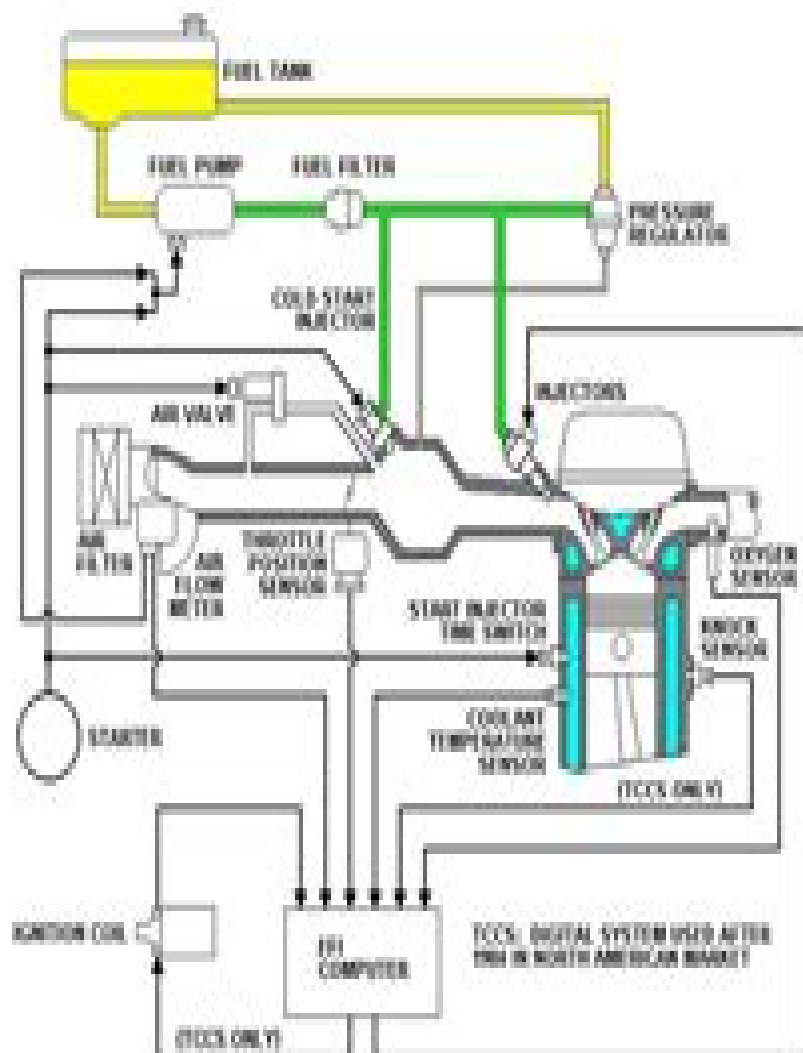 FUEL TANK
FUEL PUMP
FUEL FILTER
PRESSURE
REGULATOR
COLD START
INJECTOR
INJECTORS
AIR VALVE
AIR
FILTER
AIR
FLOW
METER
THROTTLE
POSITION
SENSOR
OXYGEN
SENSOR
START INJECTOR
TIME SWITCH
KNOCK
SENSOR
STARTER
COOLANT
TEMPERATURE
SENSOR
(TCCS ONLY)
IGNITION COIL
EFI
COMPUTER
TCCS: DIGITAL SYSTEM USED AFTER
1984 IN NORTH AMERICAN MARKET
(TCCS ONLY)